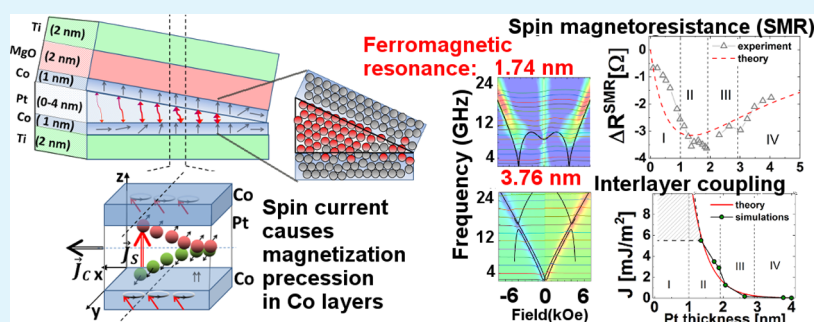 Ti (2 nm)
MgO (2 nm)
Co (1 nm)
Pt (0-4 nm)
Co (1 nm)
Ti (2 nm)
z
Co
Pt
j_S
j_C x
y
Co
Spin current
causes
magnetization
precession
in Co layers
Ferromagnetic
resonance: 1.74 nm
24
12
4
3.76 nm
24
12
4
Frequency (GHz)
-6 0 6
Field(kOe)
Spin magnetoresistance (SMR)
ΔR^SMR[Ω]
0
-1
-2
-3
-4
experiment
theory
I
II
III
IV
0 1 2 3 4 5
Interlayer coupling
J [mJ/m²]
8
6
4
2
0
theory
simulations
I
II
III
IV
0 1 2 3 4
Pt thickness [nm]